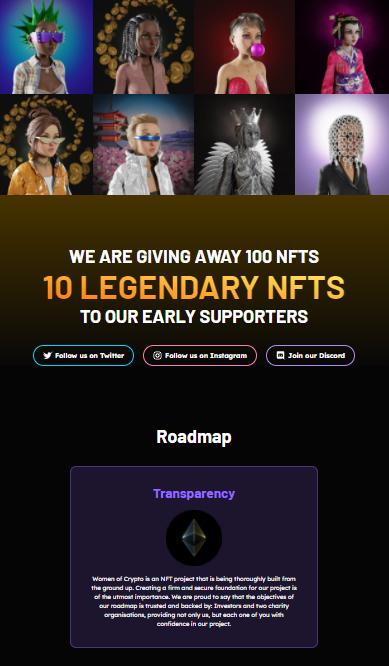 WE ARE GIVING AWAY 100 NFTS
10 LEGENDARY NFTS
TO OUR EARLY SUPPORTERS
Follow us on Twitter
Follow us on Instagram
Join our Discord
Roadmap
Transparency
Women of Crypto is an NFT project that is being thoroughly built from
the ground up. Creating a firm and secure foundation for our project is
of the utmost importance. We are proud to say that the objectives of
our roadmap is trusted and backed by: Investors and two charity
organisations, providing not only us, but each one of you with
confidence in our project.